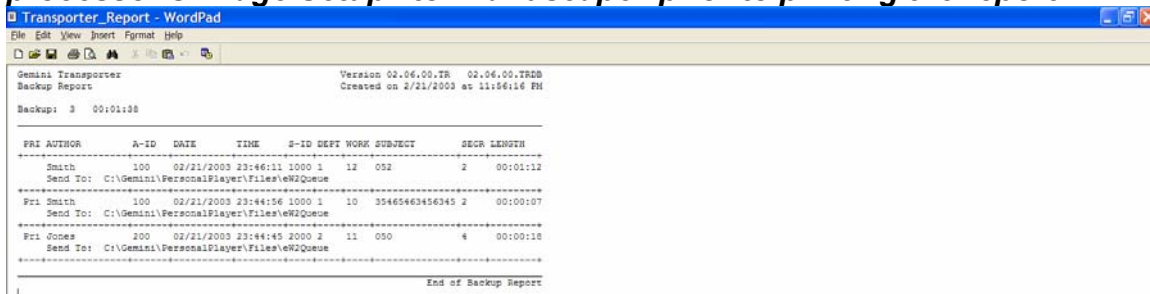 processor's Page Setup to
Transporter_Report - WordPad
File Edit View Insert Format Help
Gemini Transporter Version 02.06.00.TR 02.06.00.TRDB
Backup Report Created on 2/21/2003 at 11:56:16 PM
Backup: 3 00:01:38
PRI AUTHOR A-ID DATE TIME S-ID DEPT WORK SUBJECT SECR LENGTH
Smith 100 02/21/2003 23:46:11 1000 1 12 052 2 00:01:12
Send To: C:\Gemini\PersonalPlayer\Files\eW2Queue
Pri Smith 100 02/21/2003 23:44:56 1000 1 10 35465463456345 2 00:00:07
Send To: C:\Gemini\PersonalPlayer\Files\eW2Queue
Pri Jones 200 02/21/2003 23:44:45 2000 2 11 050 4 00:00:18
Send To: C:\Gemini\PersonalPlayer\Files\eW2Queue
End of Backup Report